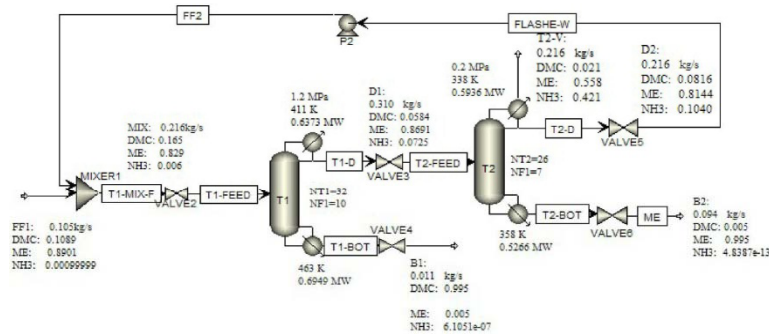 FF2
P2
FLASHE-W
T2-V:
0.216 kg/s
DMC: 0.021
ME: 0.558
NH3: 0.421
D2:
0.216 kg/s
DMC: 0.0816
ME: 0.8144
NH3: 0.1040
0.2 MPa
338 K
0.5936 MW
1.2 MPa
411 K
0.6373 MW
D1:
0.310 kg/s
DMC: 0.0584
ME: 0.8691
NH3: 0.0725
MIX: 0.216kg/s
DMC: 0.165
ME: 0.829
NH3: 0.006
MIXER1
T1-MIX-F
VALVE2
T1-FEED
T1
T1-D
VALVE3
T2-FEED
T2
T2-D
VALVE5
NT1=32
NF1=10
NT2=26
NF1=7
FF1: 0.105kg/s
DMC: 0.1089
ME: 0.8901
NH3: 0.00099999
463 K
0.6949 MW
T1-BOT
VALVE4
B1:
0.011 kg/s
DMC: 0.995
ME: 0.005
NH3: 6.1051e-07
358 K
0.5266 MW
T2-BOT
VALVE6
ME
B2:
0.094 kg/s
DMC: 0.005
ME: 0.995
NH3: 4.8387e-13